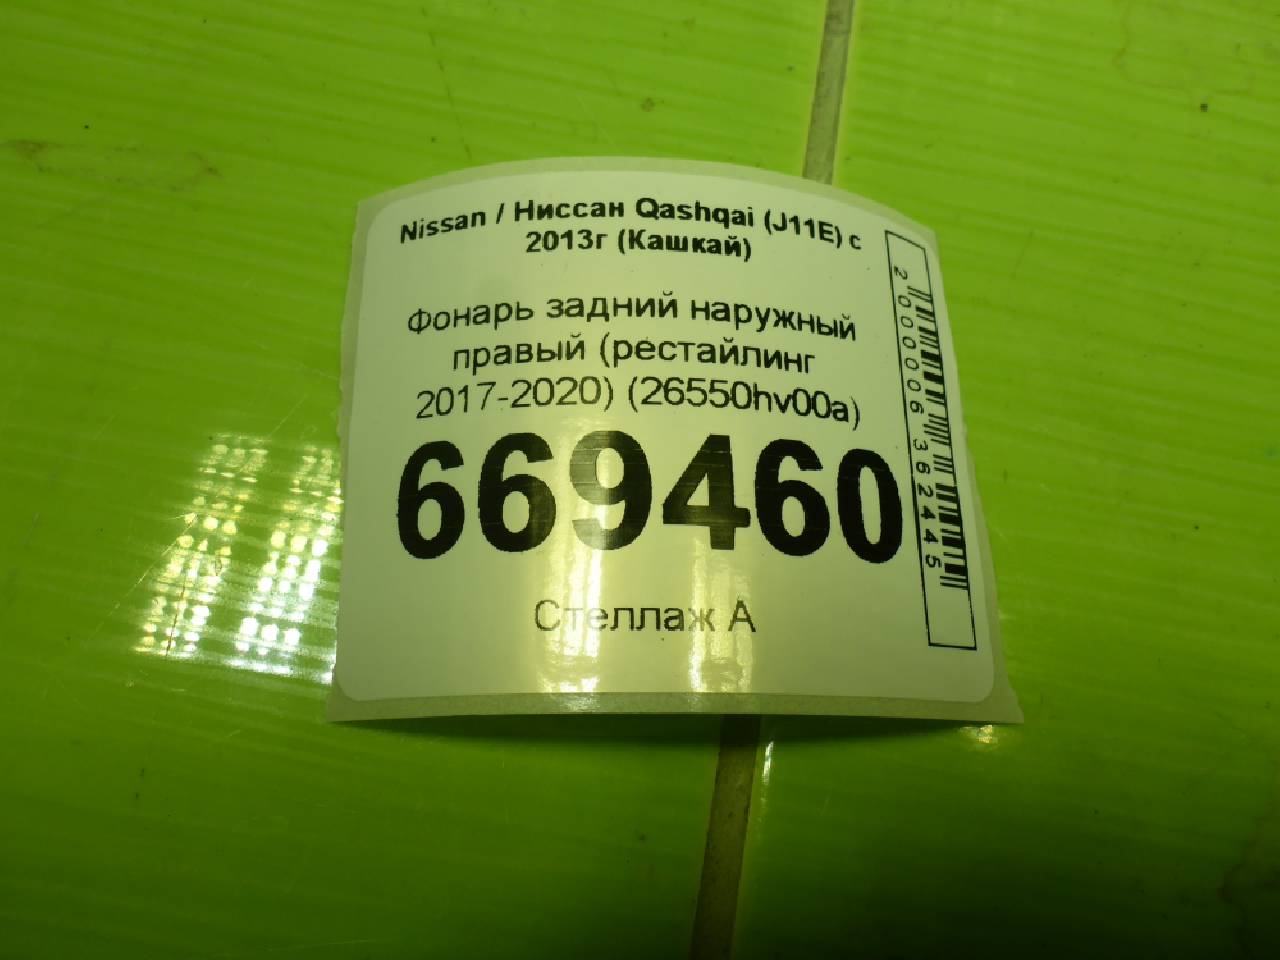 Nissan / Ниссан Qashqai (J11E) с
2013г (Кашкай)
Фонарь задний наружный
правый (рестайлинг
2017-2020) (26550hv00a)
669460
Стеллаж А
2000006362445